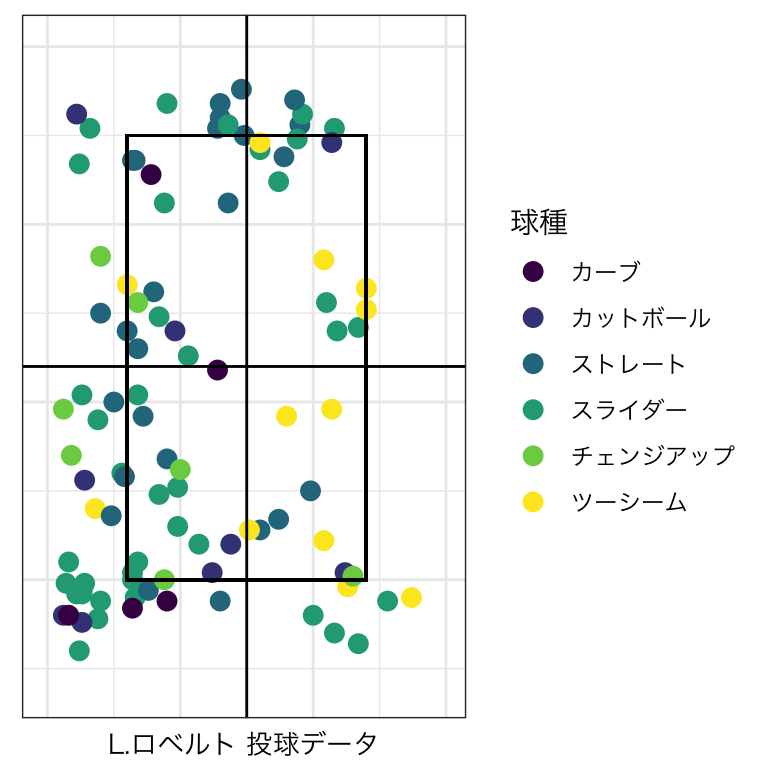 球種
カーブ
カットボール
ストレート
スライダー
チェンジアップ
ツーシーム
L.ロベルト 投球データ